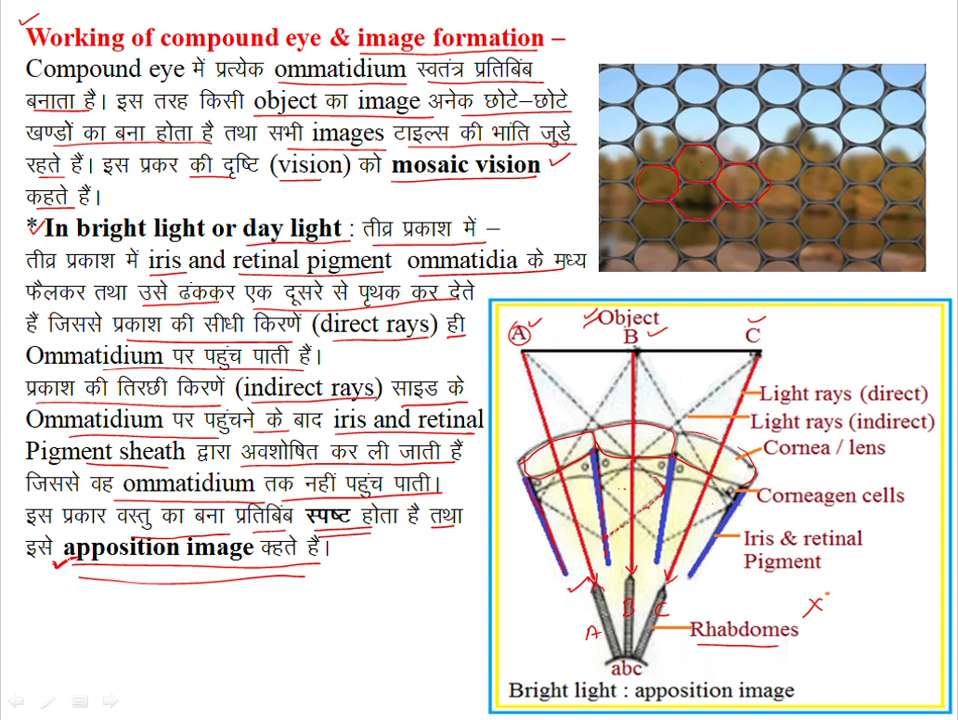 Working of compound eye & image formation –
Compound eye में प्रत्येक ommatidium स्वतंत्र प्रतिबिंब
बनाता है। इस तरह किसी object का image अनेक छोटे–छोटे
खण्डों का बना होता है तथा सभी images टाइल्स की भांति जुड़े
रहते हैं। इस प्रकर की दृष्टि (vision) को mosaic vision
कहते हैं।
*In bright light or day light : तीव्र प्रकाश में –
तीव्र प्रकाश में iris and retinal pigment ommatidia के मध्य
फैलकर तथा उसे ढंककर एक दूसरे से पृथक कर देते
हैं जिससे प्रकाश की सीधी किरणें (direct rays) ही
Ommatidium पर पहुंच पाती हैं।
प्रकाश की तिरछी किरणें (indirect rays) साइड के
Ommatidium पर पहुंचने के बाद iris and retinal
Pigment sheath द्वारा अवशोषित कर ली जाती हैं
जिससे वह ommatidium तक नहीं पहुंच पाती।
इस प्रकार वस्तु का बना प्रतिबिंब स्पष्ट होता है तथा
इसे apposition image क्हते हैं।
Object
A B C
Light rays (direct)
Light rays (indirect)
Cornea / lens
Corneagen cells
Iris & retinal
Pigment
A B C
Rhabdomes
abc
Bright light : apposition image